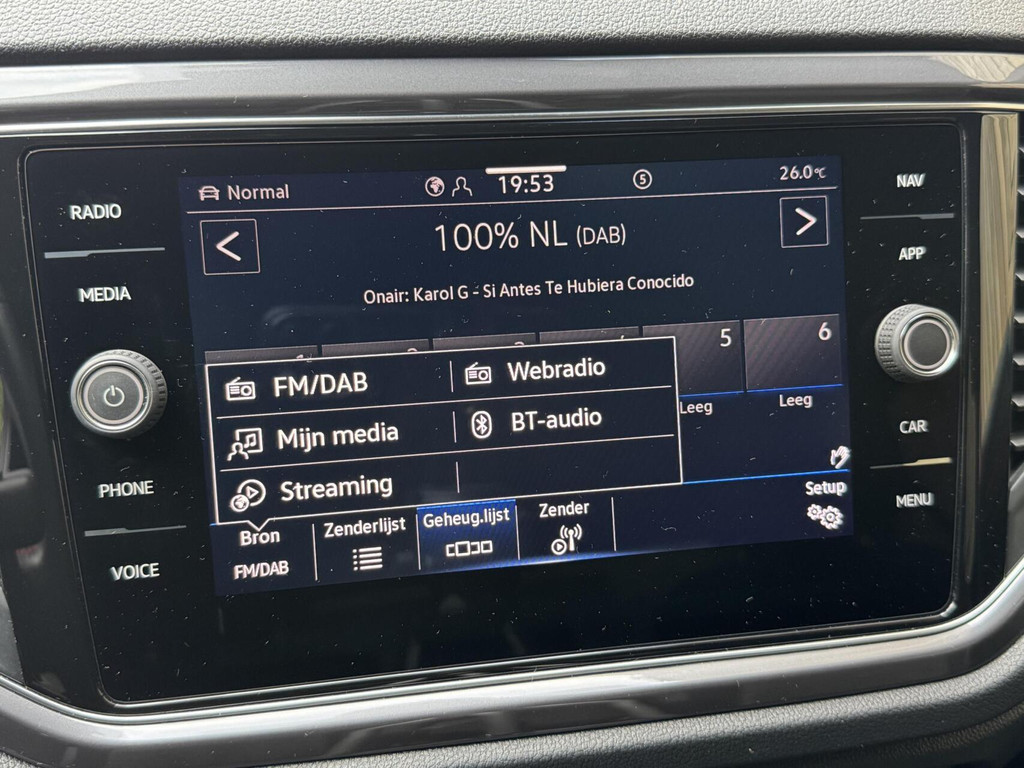 RADIO
MEDIA
PHONE
VOICE
Normal
19:53
5
26.0°C
100% NL (DAB)
Onair: Karol G - Si Antes Te Hubiera Conocido
5
6
Leeg
Leeg
FM/DAB
Webradio
Mijn media
BT-audio
Streaming
Bron
FM/DAB
Zenderlijst
Geheug.lijst
Zender
Setup
NAV
APP
CAR
MENU